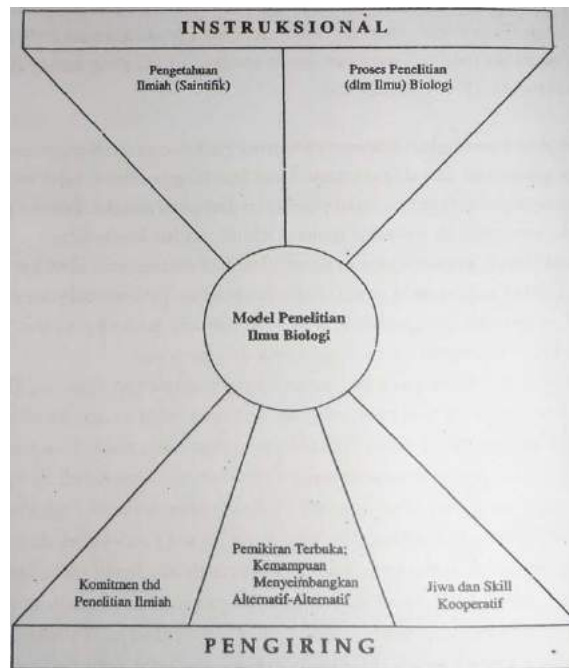 INSTRUKSIONAL
Pengetahuan
Ilmiah (Saintifik)
Proses Penelitian
(dlm Ilmu) Biologi
Model Penelitian
Ilmu Biologi
Komitmen thd
Penelitian Ilmiah
Pemikiran Terbuka;
Kemampuan
Menyeimbangkan
Alternatif-Alternatif
Jiwa dan Skill
Kooperatif
PENGIRING